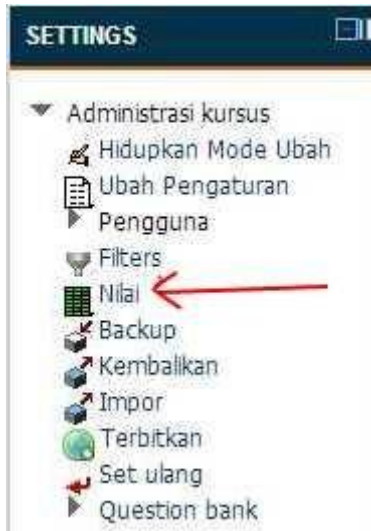 SETTINGS
Administrasi kursus
Hidupkan Mode Ubah
Ubah Pengaturan
Pengguna
Filters
Nilai
Backup
Kembalikan
Impor
Terbitkan
Set ulang
Question bank